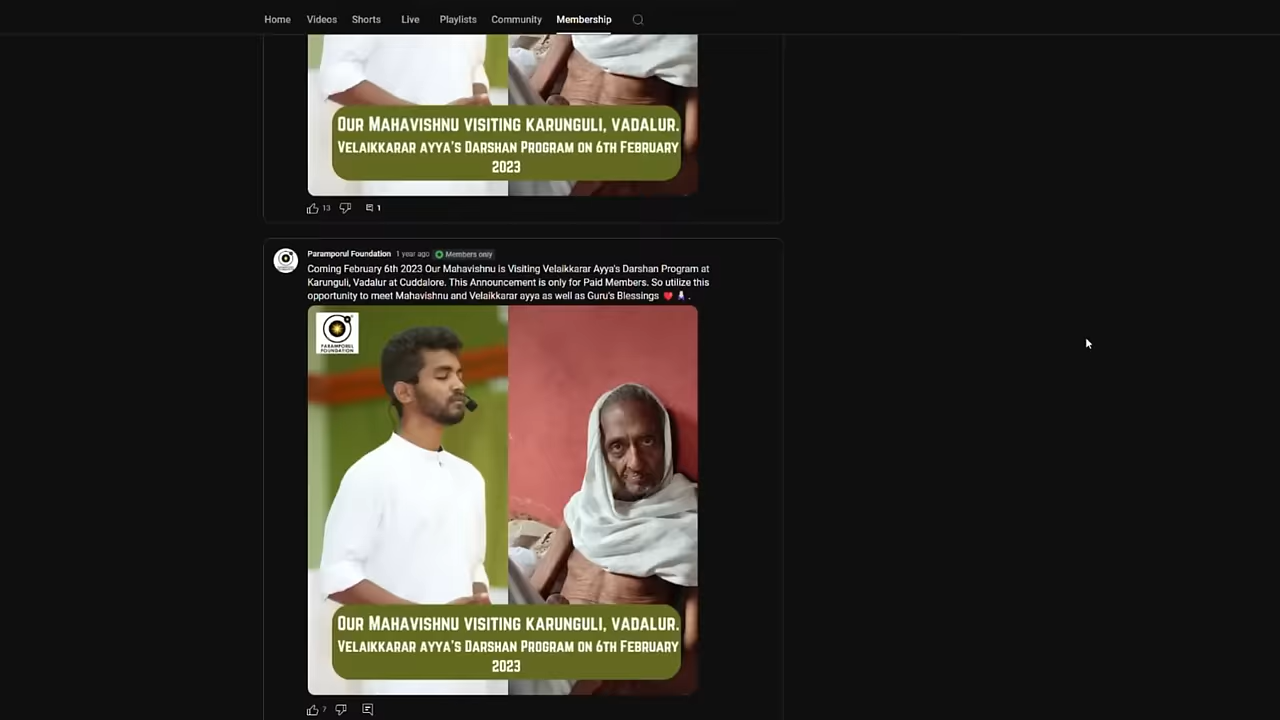 Home Videos Shorts Live Playlists Community Membership
OUR MAHAVISHNU VISITING KARUNGULI, VADALUR.
VELAIKKARAR AYYA'S DARSHAN PROGRAM ON 6TH FEBRUARY
2023
13 1
Paramporul Foundation 1 year ago Members only
Coming February 6th 2023 Our Mahavishnu is Visiting Velaikkarar Ayya's Darshan Program at
Karunguli, Vadalur at Cuddalore. This Announcement is only for Paid Members. So utilize this
opportunity to meet Mahavishnu and Velaikkarar ayya as well as Guru's Blessings ❤️ 🧘 .
PARAMPORUL
FOUNDATION
OUR MAHAVISHNU VISITING KARUNGULI, VADALUR.
VELAIKKARAR AYYA'S DARSHAN PROGRAM ON 6TH FEBRUARY
2023
7